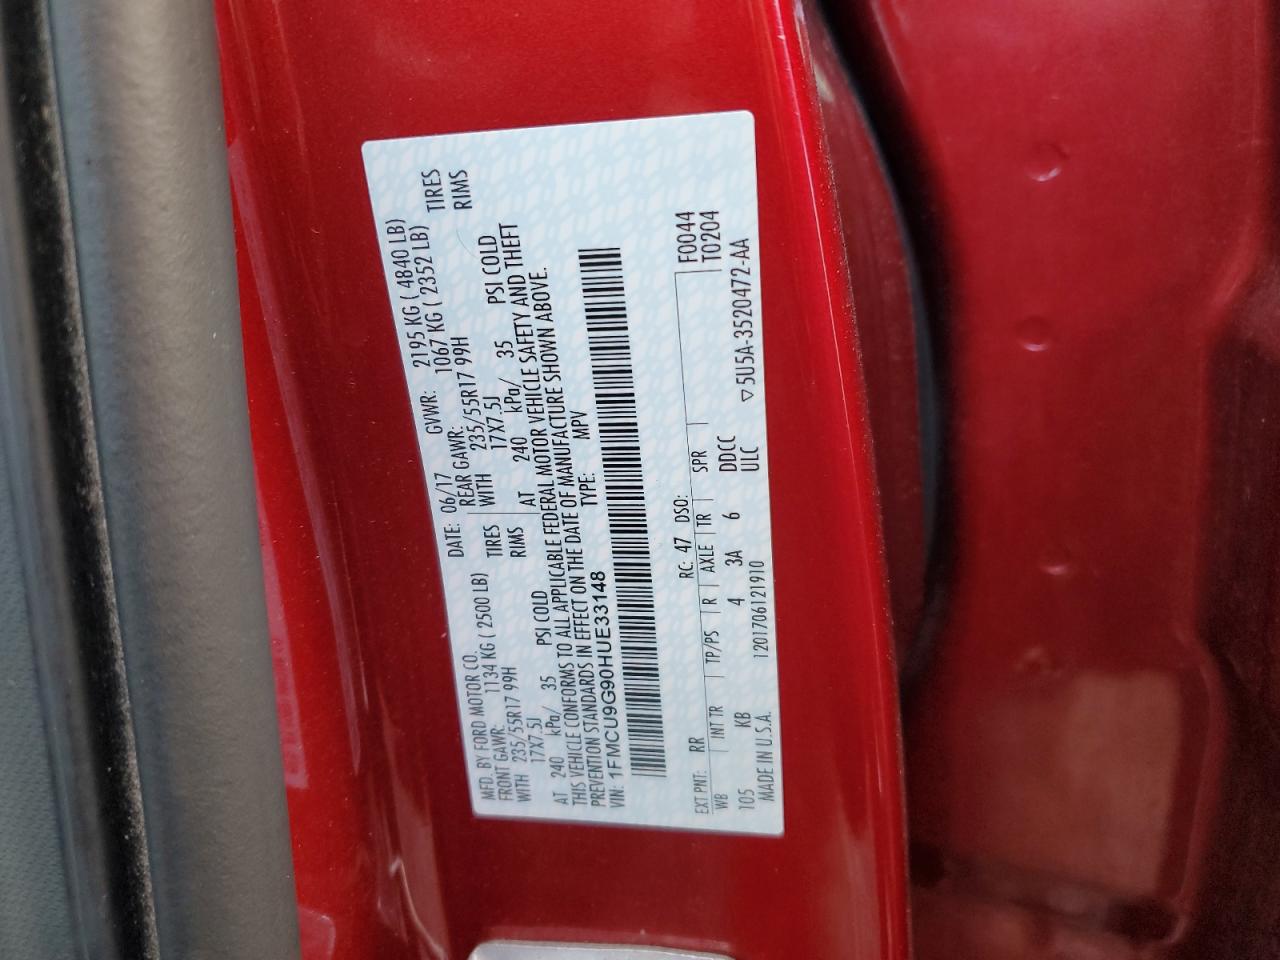 MFD. BY FORD MOTOR CO.
DATE: 06/17 GVWR: 2195 KG ( 4840 LB)
FRONT GAWR: 1134 KG ( 2500 LB) REAR GAWR: 1067 KG ( 2352 LB)
WITH 235/55R17 99H TIRES WITH 235/55R17 99H TIRES
17X7.5J RIMS 17X7.5J RIMS
AT 240 kPa/ 35 PSI COLD AT 240 kPa/ 35 PSI COLD
THIS VEHICLE CONFORMS TO ALL APPLICABLE FEDERAL MOTOR VEHICLE SAFETY AND THEFT
PREVENTION STANDARDS IN EFFECT ON THE DATE OF MANUFACTURE SHOWN ABOVE.
VIN: 1FMCU9G90HUE33148 TYPE: MPV
EXT PNT: RR RC: 47 DSO: F0044
WB INT TR TP/PS R AXLE TR SPR T0204
105 KB 4 3A 6 DDCC
MADE IN U.S.A. 1201706121910 ULC ▽5U5A-3520472-AA